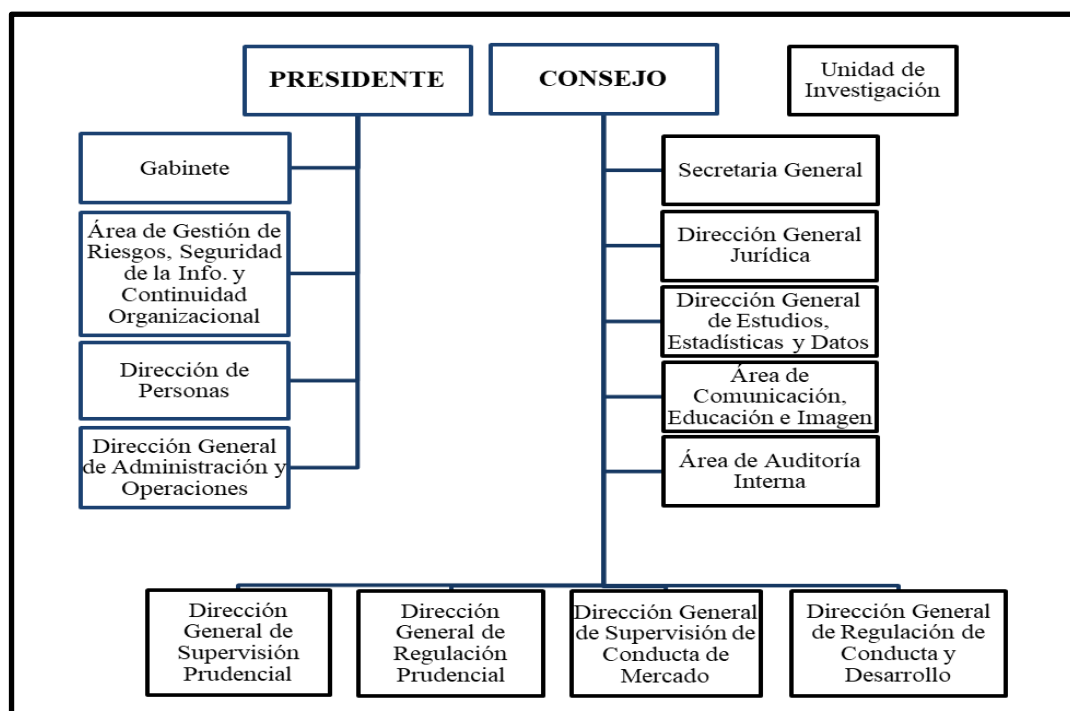 PRESIDENTE
CONSEJO
Unidad de
Investigación
Gabinete
Área de Gestión de
Riesgos, Seguridad
de la Info. y
Continuidad
Organizacional
Dirección de
Personas
Dirección General
de Administración y
Operaciones
Secretaria General
Dirección General
Jurídica
Dirección General
de Estudios,
Estadísticas y Datos
Área de
Comunicación,
Educación e Imagen
Área de Auditoría
Interna
Dirección
General de
Supervisión
Prudencial
Dirección
General de
Regulación
Prudencial
Dirección General
de Supervisión de
Conducta de
Mercado
Dirección General
de Regulación de
Conducta y
Desarrollo